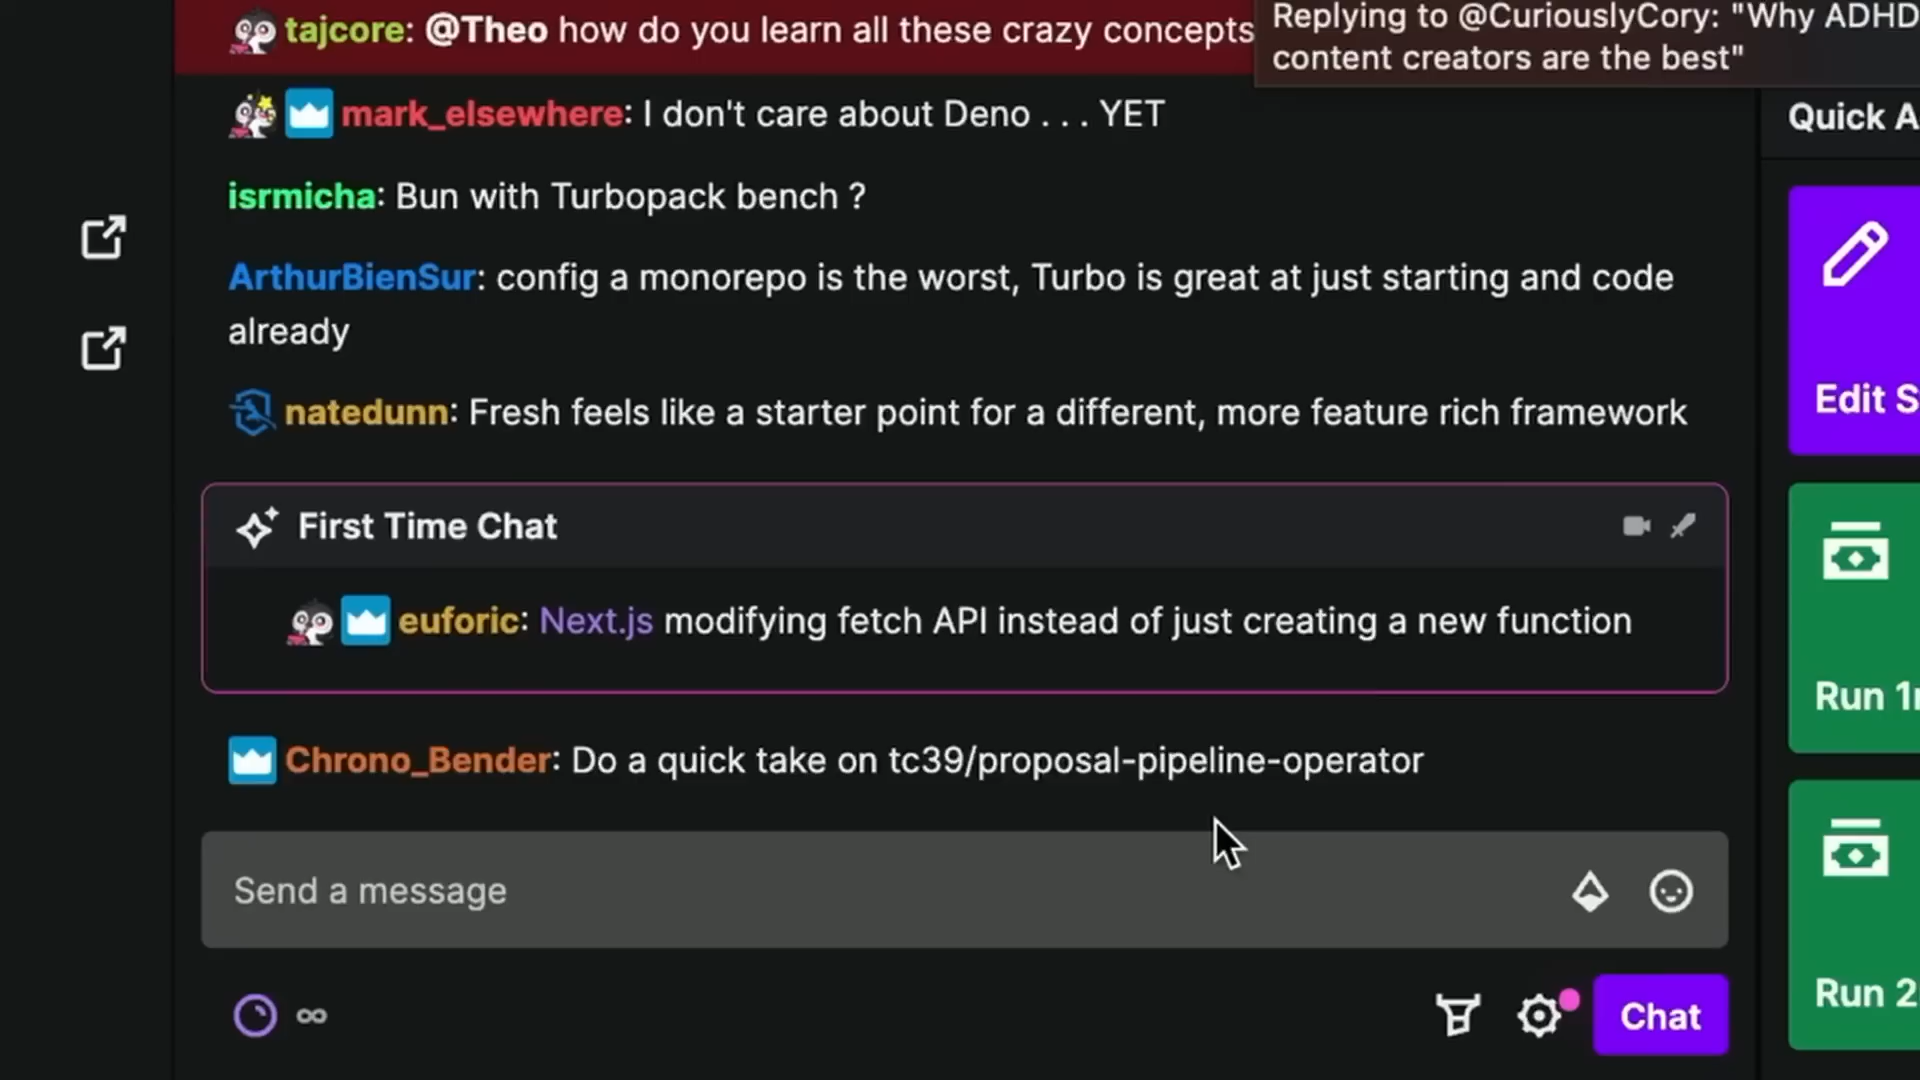 tajcore: @Theo how do you learn all these crazy concepts
Replying to @CuriouslyCory: "Why ADHD
content creators are the best"
mark_elsewhere: I don't care about Deno . . . YET
Quick A
isrmicha: Bun with Turbopack bench ?
ArthurBienSur: config a monorepo is the worst, Turbo is great at just starting and code
already
natedunn: Fresh feels like a starter point for a different, more feature rich framework
Edit S
First Time Chat
euforic: Next.js modifying fetch API instead of just creating a new function
Run 1
Chrono_Bender: Do a quick take on tc39/proposal-pipeline-operator
Send a message
Run 2
∞
Chat